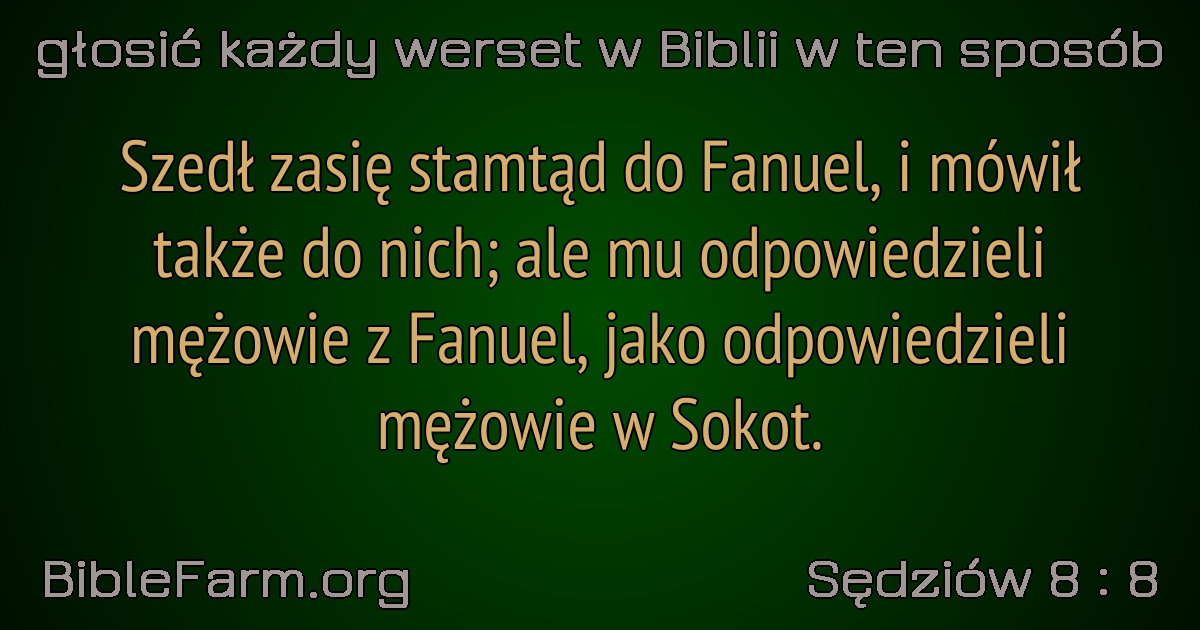 głosić każdy werset w Biblii w ten sposób
Szedł zasię stamtąd do Fanuel, i mówił
także do nich; ale mu odpowiedzieli
mężowie z Fanuel, jako odpowiedzieli
mężowie w Sokot.
BibleFarm.org
Sędziów 8 : 8